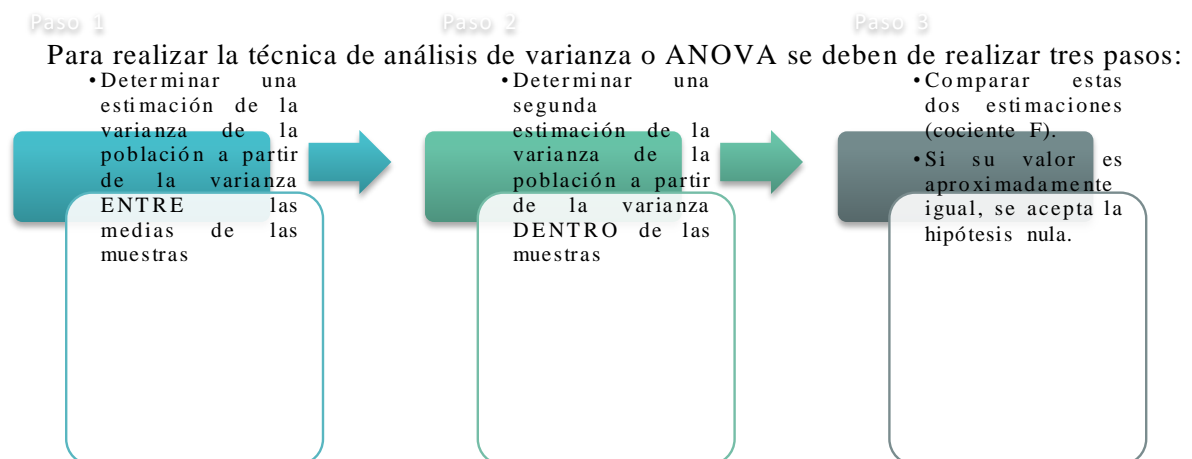 Paso 1
Paso 2
Paso 3
Para realizar la técnica de análisis de varianza o ANOVA se deben de realizar tres pasos:
•Determinar una
estimación de la
varianza de la
población a partir
de la varianza
ENTRE las
medias de las
muestras
•Determinar una
segunda
estimación de la
varianza de la
población a partir
de la varianza
DENTRO de las
muestras
•Comparar estas
dos estimaciones
(cociente F).
•Si su valor es
aproximadamente
igual, se acepta la
hipótesis nula.